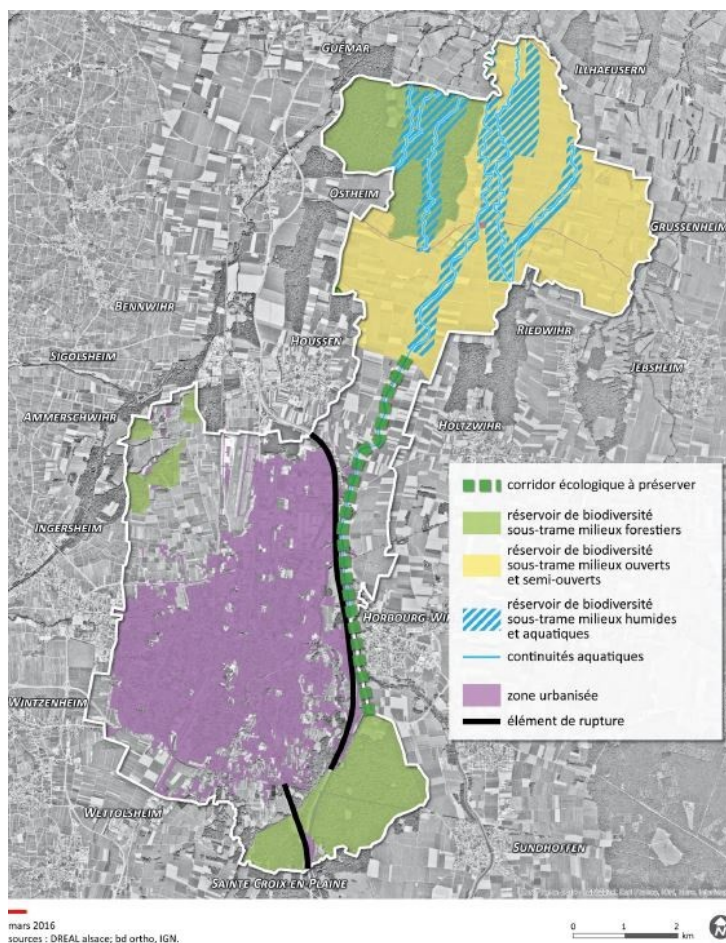 GUEMAR
ILLHAEUSERN
OSTHEIM
GRUSSENHEIM
BENNWIHR
HOUSSEN
RIEDWIHR
SIGOLSHEIM
JEBSHEIM
AMMERSCHWIHR
HOLTZWIHR
INGERSHEIM
HORBOURG-WI
WINTZENHEIM
WETTOLSHEIM
SUNDHOFFEN
SAINTE CROIX EN PLAINE
corridor écologique à préserver
réservoir de biodiversité
sous-trame milieux forestiers
réservoir de biodiversité
sous-trame milieux ouverts
et semi-ouverts
réservoir de biodiversité
sous-trame milieux humides
et aquatiques
continuités aquatiques
zone urbanisée
élément de rupture
mars 2016
sources : DREAL alsace; bd ortho, IGN.
0 1 2
km